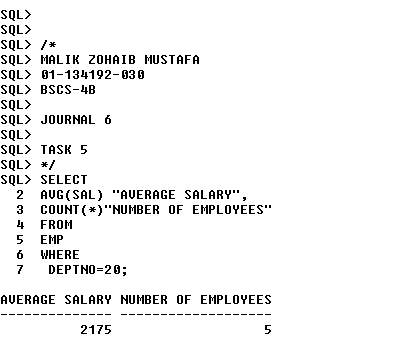 SQL>
SQL>
SQL> /*
SQL> MALIK ZOHAIB MUSTAFA
SQL> 01-134192-030
SQL> BSCS-4B
SQL>
SQL> JOURNAL 6
SQL>
SQL> TASK 5
SQL> */
SQL> SELECT
  2  AVG(SAL) "AVERAGE SALARY",
  3  COUNT(*)"NUMBER OF EMPLOYEES"
  4  FROM
  5  EMP
  6  WHERE
  7   DEPTNO=20;

AVERAGE SALARY NUMBER OF EMPLOYEES
-------------- -------------------
          2175                   5